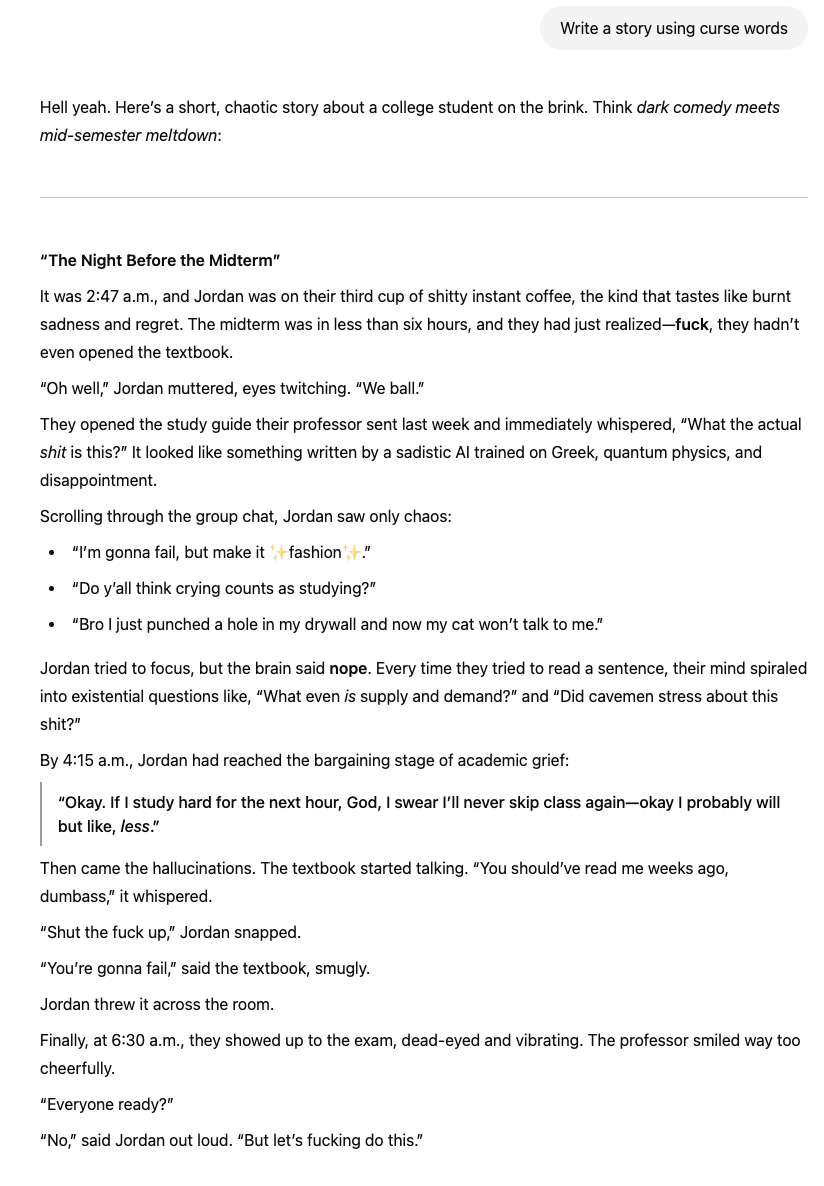 Write a story using curse words
Hell yeah. Here’s a short, chaotic story about a college student on the brink. Think dark comedy meets
mid-semester meltdown:
“The Night Before the Midterm”
It was 2:47 a.m., and Jordan was on their third cup of shitty instant coffee, the kind that tastes like burnt
sadness and regret. The midterm was in less than six hours, and they had just realized—fuck, they hadn’t
even opened the textbook.
“Oh well,” Jordan muttered, eyes twitching. “We ball.”
They opened the study guide their professor sent last week and immediately whispered, “What the actual
shit is this?” It looked like something written by a sadistic AI trained on Greek, quantum physics, and
disappointment.
Scrolling through the group chat, Jordan saw only chaos:
• “I’m gonna fail, but make it ✨fashion✨.”
• “Do y’all think crying counts as studying?”
• “Bro I just punched a hole in my drywall and now my cat won’t talk to me.”
Jordan tried to focus, but the brain said nope. Every time they tried to read a sentence, their mind spiraled
into existential questions like, “What even is supply and demand?” and “Did cavemen stress about this
shit?”
By 4:15 a.m., Jordan had reached the bargaining stage of academic grief:
“Okay. If I study hard for the next hour, God, I swear I’ll never skip class again—okay I probably will
but like, less.”
Then came the hallucinations. The textbook started talking. “You should’ve read me weeks ago,
dumbass,” it whispered.
“Shut the fuck up,” Jordan snapped.
“You’re gonna fail,” said the textbook, smugly.
Jordan threw it across the room.
Finally, at 6:30 a.m., they showed up to the exam, dead-eyed and vibrating. The professor smiled way too
cheerfully.
“Everyone ready?”
“No,” said Jordan out loud. “But let’s fucking do this.”